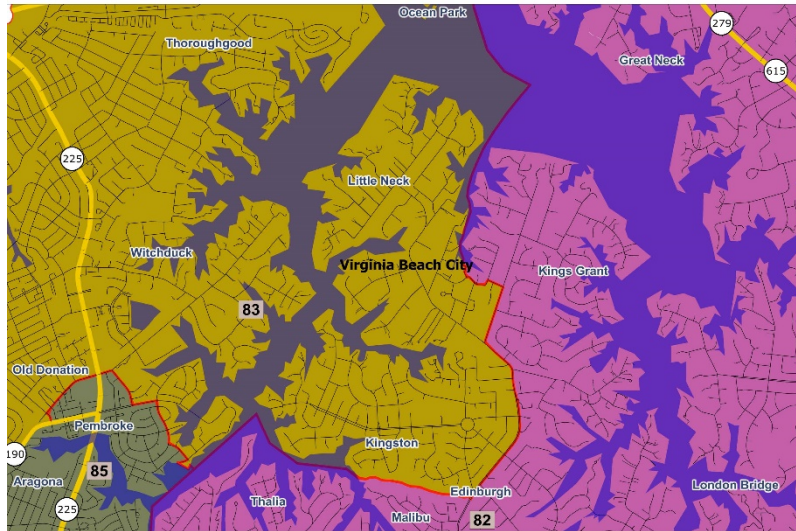 Ocean Park
279
Thoroughgood
Great Neck
615
225
Little Neck
Witchduck
Virginia Beach City
Kings Grant
83
Old Donation
Pembroke
190
Kingston
85
Aragona
Edinburgh
London Bridge
225
Thalia
Malibu
82